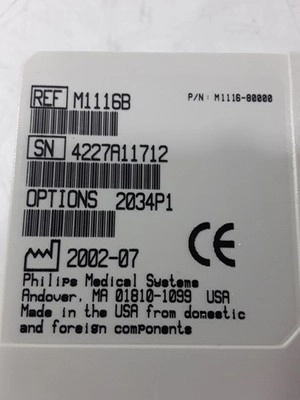 REF M1116B P/N: M1116-80000
SN 4227A11712
OPTIONS 2034P1
2002-07 CE
Philips Medical Systems
Andover, MA 01810-1099 USA
Made in the USA from domestic
and foreign components